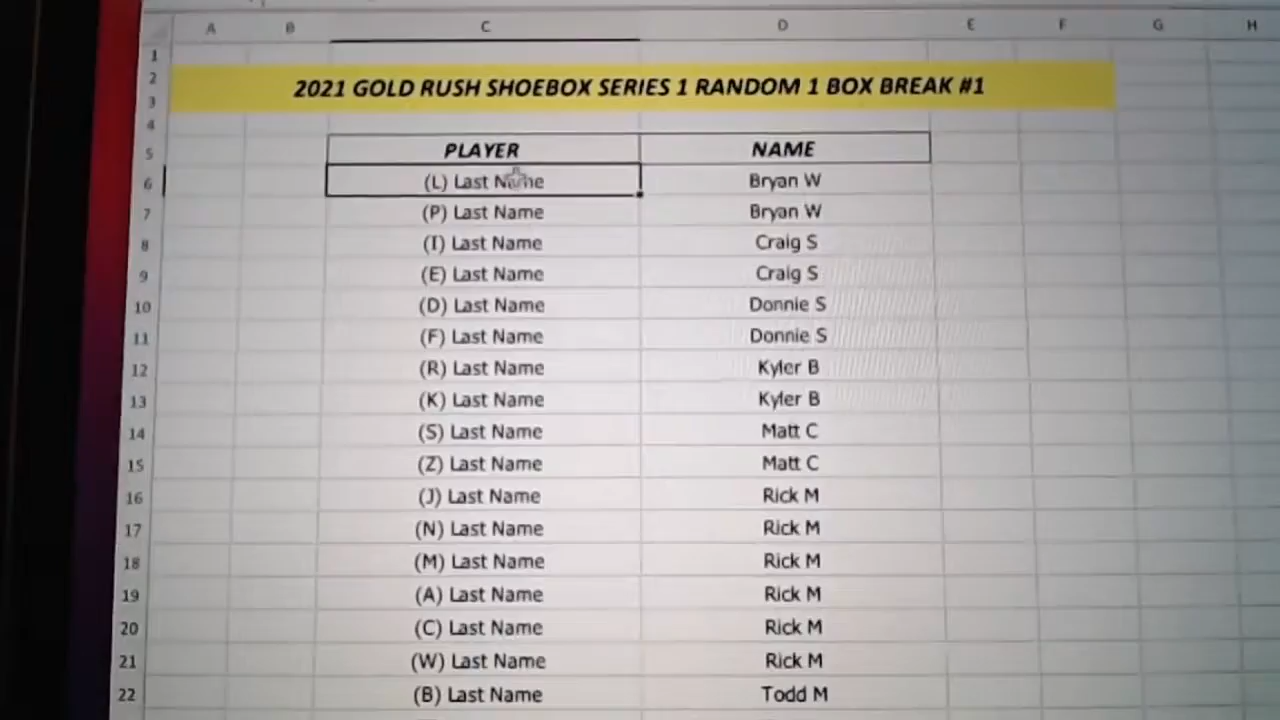 A B C D E F G H
1
2 2021 GOLD RUSH SHOEBOX SERIES 1 RANDOM 1 BOX BREAK #1
3
4
5 PLAYER NAME
6 (L) Last Name Bryan W
7 (P) Last Name Bryan W
8 (I) Last Name Craig S
9 (E) Last Name Craig S
10 (D) Last Name Donnie S
11 (F) Last Name Donnie S
12 (R) Last Name Kyler B
13 (K) Last Name Kyler B
14 (S) Last Name Matt C
15 (Z) Last Name Matt C
16 (J) Last Name Rick M
17 (N) Last Name Rick M
18 (M) Last Name Rick M
19 (A) Last Name Rick M
20 (C) Last Name Rick M
21 (W) Last Name Rick M
22 (B) Last Name Todd M